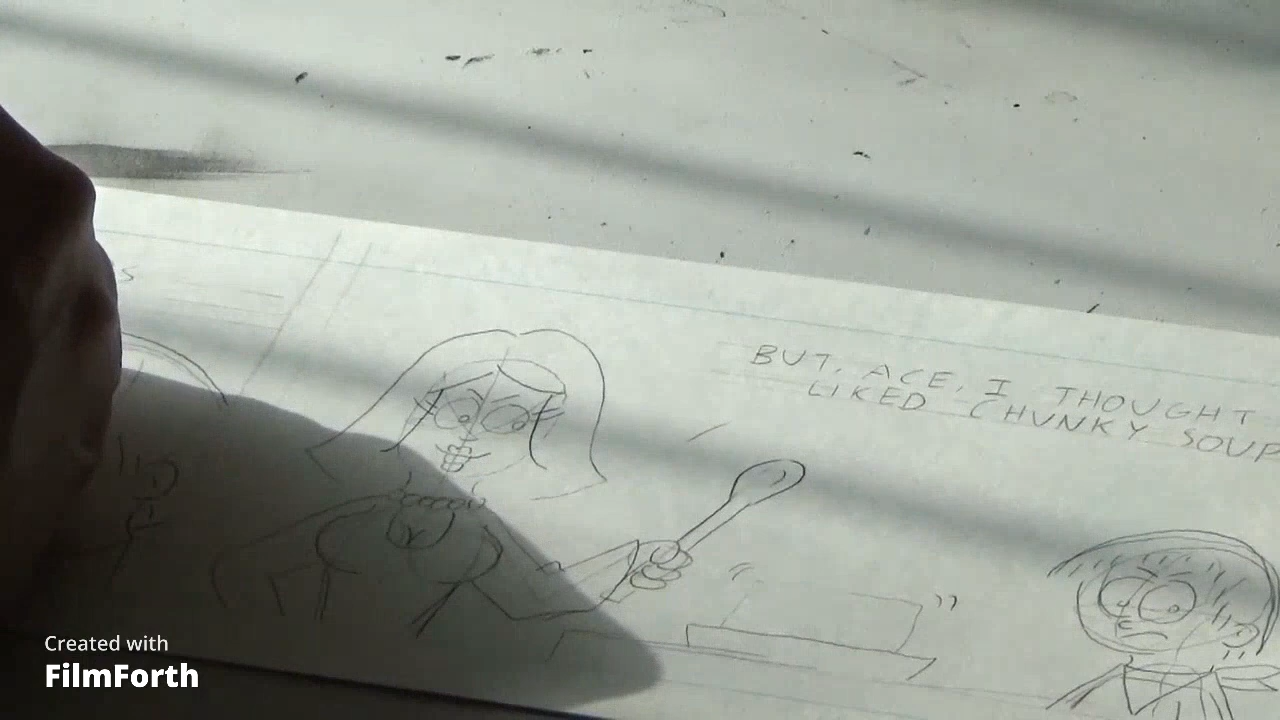 BUT, ACE, I THOUGHT
LIKED CHUNKY SOUP
Created with
FilmForth